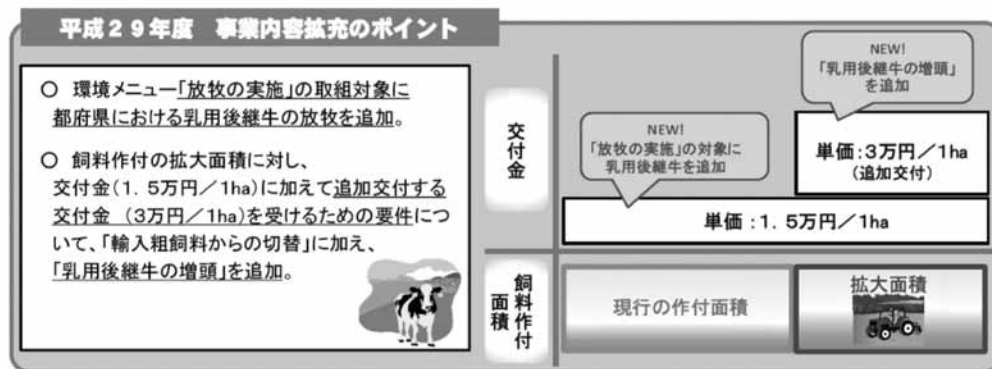 平成29年度　事業内容拡充のポイント
○　環境メニュー「放牧の実施」の取組対象に
都府県における乳用後継牛の放牧を追加。
○　飼料作付の拡大面積に対し、
交付金(1.5万円／1ha)に加えて追加交付する
交付金　(3万円／1ha)を受けるための要件につ
いて、「輸入粗飼料からの切替」に加え、
「乳用後継牛の増頭」を追加。
交付金
NEW!
「放牧の実施」の対象に
乳用後継牛を追加
NEW!
「乳用後継牛の増頭」
を追加
単価:3万円／1ha
(追加交付)
単価:1.5万円／1ha
飼料作付
面積
現行の作付面積
拡大面積